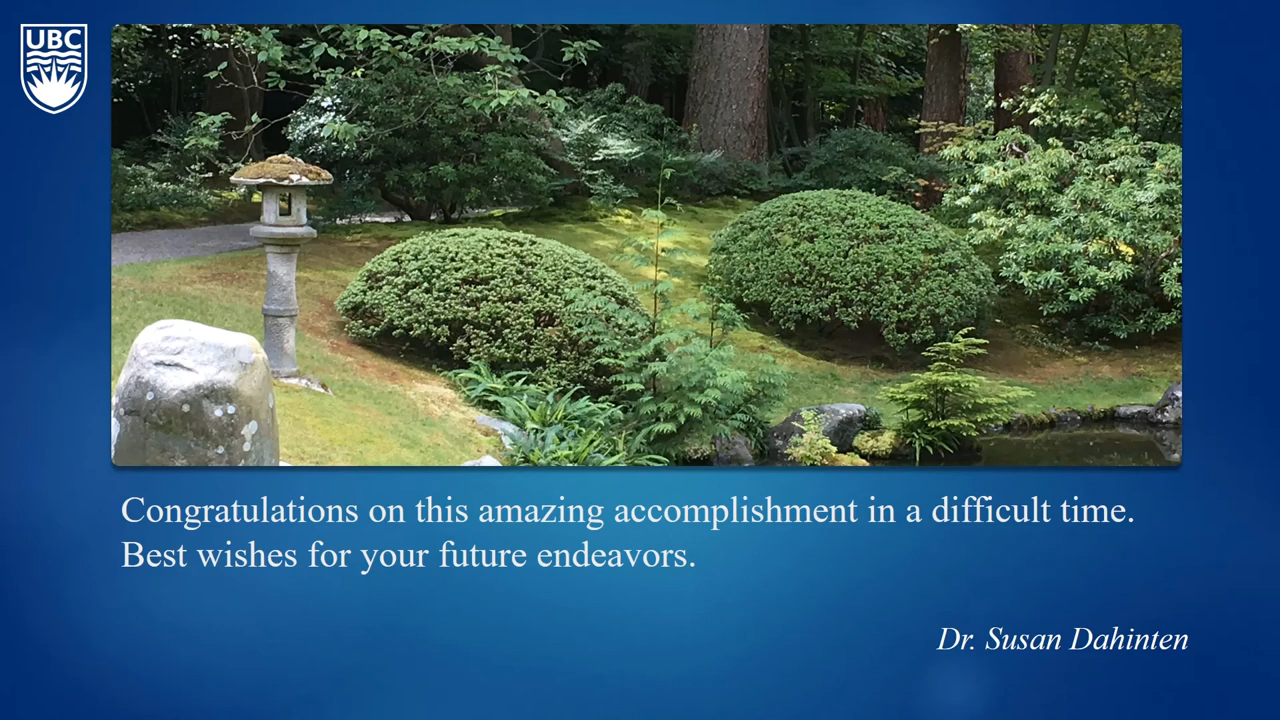 UBC
Congratulations on this amazing accomplishment in a difficult time.
Best wishes for your future endeavors.
Dr. Susan Dahinten